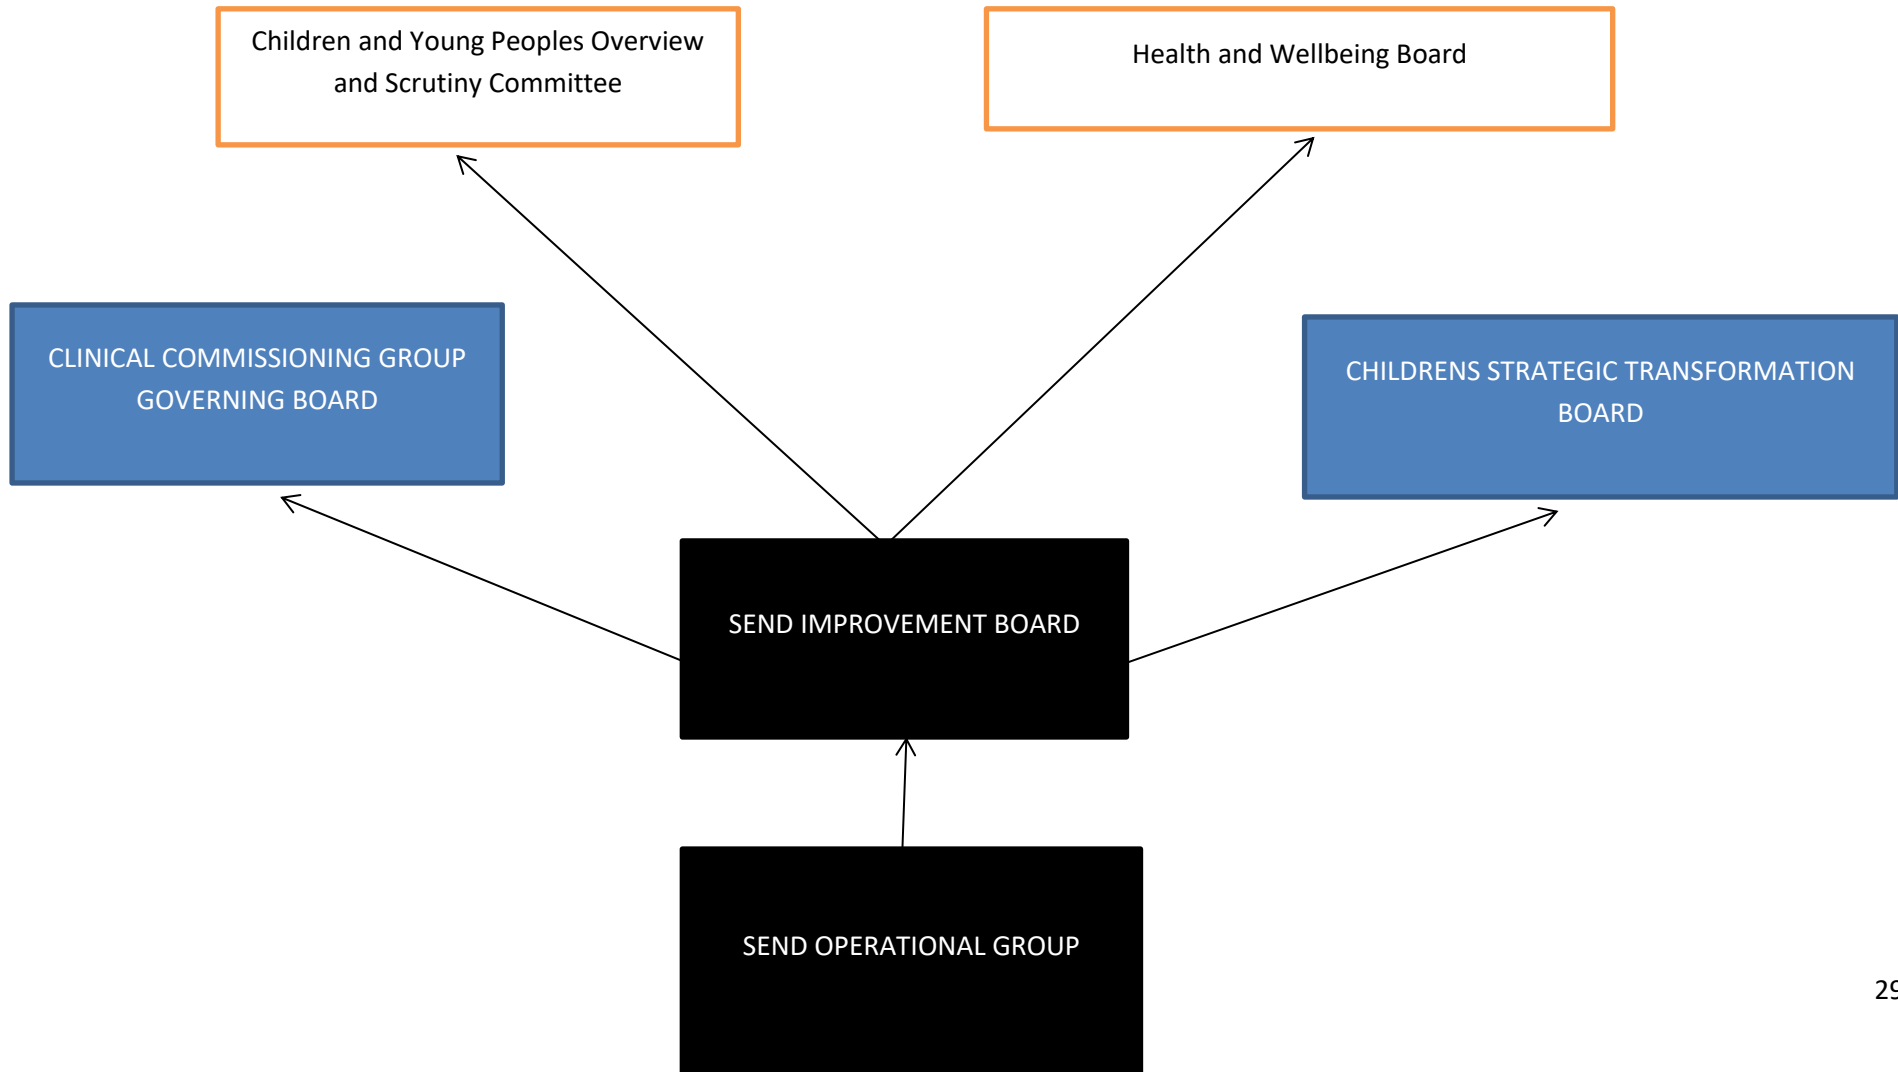 Children and Young Peoples Overview
and Scrutiny Committee
Health and Wellbeing Board
CLINICAL COMMISSIONING GROUP
GOVERNING BOARD
CHILDRENS STRATEGIC TRANSFORMATION
BOARD
SEND IMPROVEMENT BOARD
SEND OPERATIONAL GROUP
29